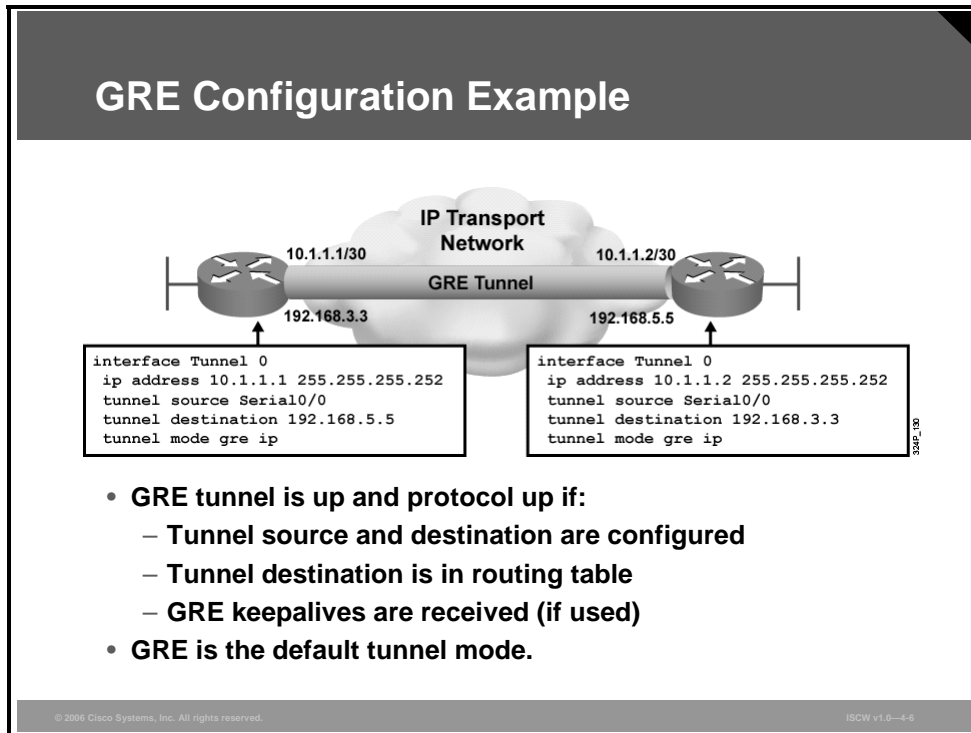 GRE Configuration Example
IP Transport
Network
10.1.1.1/30
10.1.1.2/30
GRE Tunnel
192.168.3.3
192.168.5.5
interface Tunnel 0
ip address 10.1.1.1 255.255.255.252
tunnel source Serial0/0
tunnel destination 192.168.5.5
tunnel mode gre ip
interface Tunnel 0
ip address 10.1.1.2 255.255.255.252
tunnel source Serial0/0
tunnel destination 192.168.3.3
tunnel mode gre ip
324P_130
• GRE tunnel is up and protocol up if:
– Tunnel source and destination are configured
– Tunnel destination is in routing table
– GRE keepalives are received (if used)
• GRE is the default tunnel mode.
© 2006 Cisco Systems, Inc. All rights reserved.
ISCW v1.0—4-6